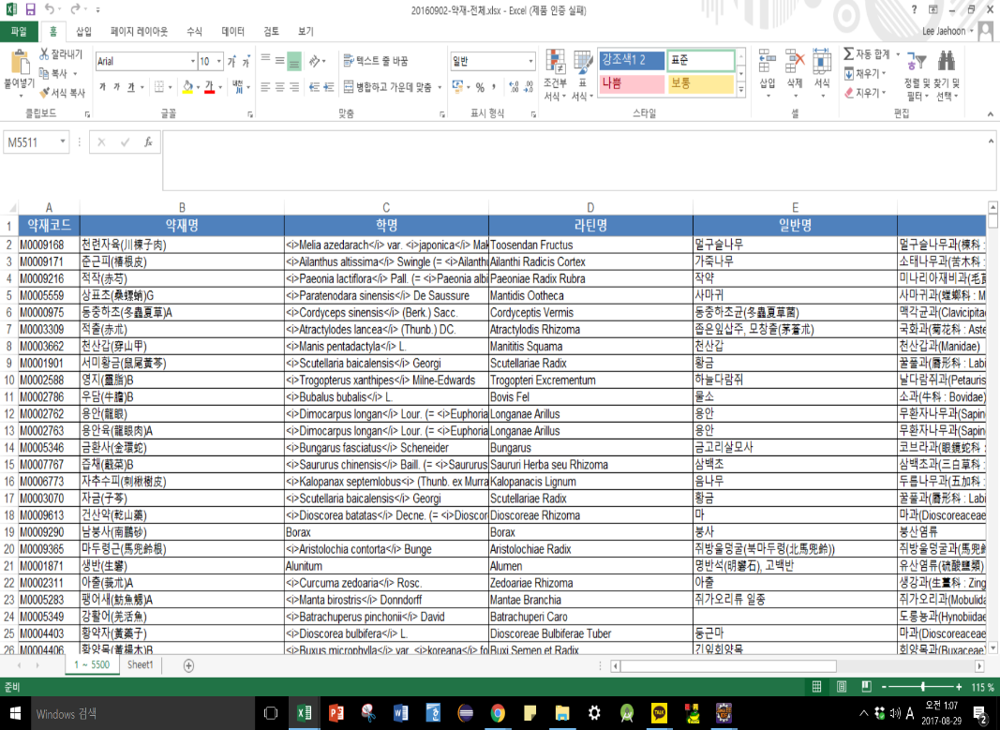 20160902-약재-전체.xlsx - Excel (제품 인증 실패)
파일 홈 삽입 페이지 레이아웃 수식 데이터 검토 보기
Lee Jaehoon
붙여넣기 잘라내기 복사 서식 복사
Arial 10
가 가 가
텍스트 줄 바꿈
병합하고 가운데 맞춤
일반
조건부 서식 표 서식
강조색1 2 표준
나쁨 보통
삽입 삭제 서식
자동 합계
채우기
지우기
정렬 및 필터 찾기 및 선택
클립보드 글꼴 맞춤 표시 형식 스타일 셀 편집
M5511 fx
A B C D E
1 약재코드 약재명 학명 라틴명 일반명
2 M0009168 천련자육(川楝子肉) <i>Melia azedarach</i> var. <i>japonica</i> Mak Toosendan Fructus 멀구슬나무 멀구슬나무과(楝科 :
3 M0009171 춘근피(椿根皮) <i>Ailanthus altissima</i> Swingle (= <i>Ailanthu Ailanthi Radicis Cortex 가죽나무 소태나무과(苦木科 :
4 M0009216 적작(赤芍) <i>Paeonia lactiflora</i> Pall. (= <i>Paeonia albi Paeoniae Radix Rubra 작약 미나리아재비과(毛茛
5 M0005559 상표초(桑螵蛸)G <i>Paratenodara sinensis</i> De Saussure Mantidis Ootheca 사마귀 사마귀과(螳螂科 : M
6 M0000975 동충하초(冬蟲夏草)A <i>Cordyceps sinensis</i> (Berk.) Sacc. Cordyceptis Vermis 동충하초균(冬蟲夏草菌) 맥각균과(Clavicipita
7 M0003309 적출(赤朮) <i>Atractylodes lancea</i> (Thunb.) DC. Atractylodis Rhizoma 좁은잎삽주, 모창출(茅蒼朮) 국화과(菊花科 : Aste
8 M0003662 천산갑(穿山甲) <i>Manis pentadactyla</i> L. Manititis Squama 천산갑 천산갑과(Manidae)
9 M0001901 서미황금(鼠尾黃芩) <i>Scutellaria baicalensis</i> Georgi Scutellariae Radix 황금 꿀풀과(脣形科 : Labi
10 M0002588 영지(靈脂)B <i>Trogopterus xanthipes</i> Milne-Edwards Trogopteri Excrementum 하늘다람쥐 날다람쥐과(Petauris
11 M0002786 우담(牛膽)B <i>Bubalus bubalis</i> L. Bovis Fel 물소 소과(牛科 : Bovidae)
12 M0002762 용안(龍眼) <i>Dimocarpus longan</i> Lour. (= <i>Euphoria Longanae Arillus 용안 무환자나무과(Sapin
13 M0002763 용안육(龍眼肉)A <i>Dimocarpus longan</i> Lour. (= <i>Euphoria Longanae Arillus 용안 무환자나무과(Sapin
14 M0005346 금환사(金環蛇) <i>Bungarus fasciatus</i> Scheneider Bungarus 금고리살모사 코브라과(眼鏡蛇科 :
15 M0007767 즙채(蕺菜)B <i>Saururus chinensis</i> Baill. (= <i>Saururus Saururi Herba seu Rhizoma 삼백초 삼백초과(三白草科 :
16 M0006773 자추수피(刺楸樹皮) <i>Kalopanax septemlobus<i> (Thunb. ex Murra Kalopanacis Lignum 음나무 두릅나무과(五加科 :
17 M0003070 자금(子芩) <i>Scutellaria baicalensis</i> Georgi Scutellariae Radix 황금 꿀풀과(脣形科 : Labi
18 M0009613 건산약(乾山藥) <i>Dioscorea batatas</i> Decne. (= <i>Dioscor Dioscoreae Rhizoma 마 마과(Dioscoreaceae
19 M0009290 남붕사(南鵬砂) Borax Borax 붕사 붕산염류
20 M0009365 마두령근(馬兜鈴根) <i>Aristolochia contorta</i> Bunge Aristolochiae Radix 쥐방울덩굴(북마두령(北馬兜鈴)) 쥐방울덩굴과(馬兜鈴
21 M0001871 생반(生礬) Alunitum Alumen 명반석(明礬石), 고백반 유산염류(硫酸鹽類)
22 M0002311 아출(莪朮)A <i>Curcuma zedoaria</i> Rosc. Zedoariae Rhizoma 아출 생강과(生薑科 : Zing
23 M0005283 팽어새(魴魚鰓)A <i>Manta birostris</i> Donndorff Mantae Branchia 쥐가오리류 일종 쥐가오리과(Mobulida
24 M0005349 강활어(羌活魚) <i>Batrachuperus pinchonii</i> David Batrachuperi Caro 도롱뇽과(Hynobiidae
25 M0004403 황약자(黃藥子) <i>Dioscorea bulbifera</i> L. Dioscoreae Bulbiferae Tuber 둥근마 마과(Dioscoreaceae
26 M0004406 황양목(黃楊木)B <i>Buxus microphylla</i> var. <i>koreana</i> fo Buxi Semen et Radix 긴잎회양목 회양목과(Buxaceae)
1 ~ 5500 Sheet1
준비 115 %
Windows 검색
A 오전 1:07
2017-08-29 2